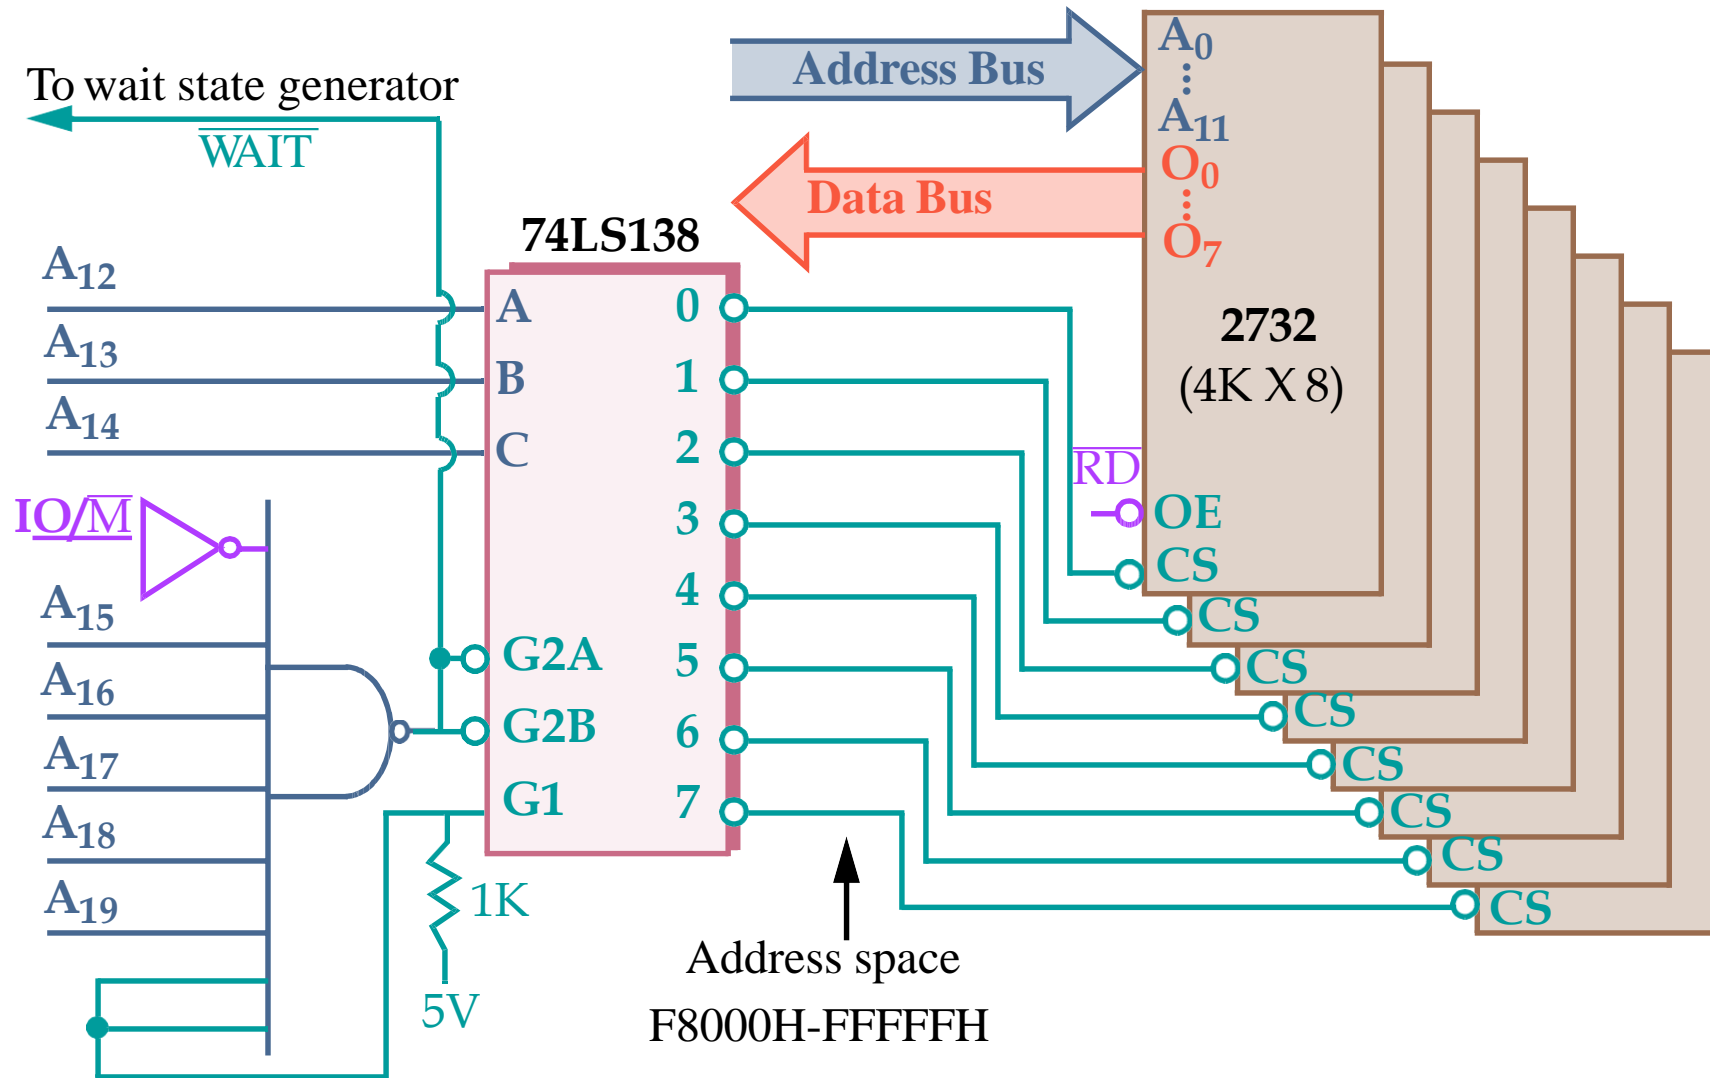 To wait state generator
WAIT
Address Bus
Data Bus
A0
A11
O0
O7
2732
(4K X 8)
RD
OE
CS
CS
CS
CS
CS
CS
CS
CS
74LS138
A12
A13
A14
A
B
C
IO/M
A15
A16
A17
A18
A19
G2A
G2B
G1
0
1
2
3
4
5
6
7
1K
5V
Address space
F8000H-FFFFFH